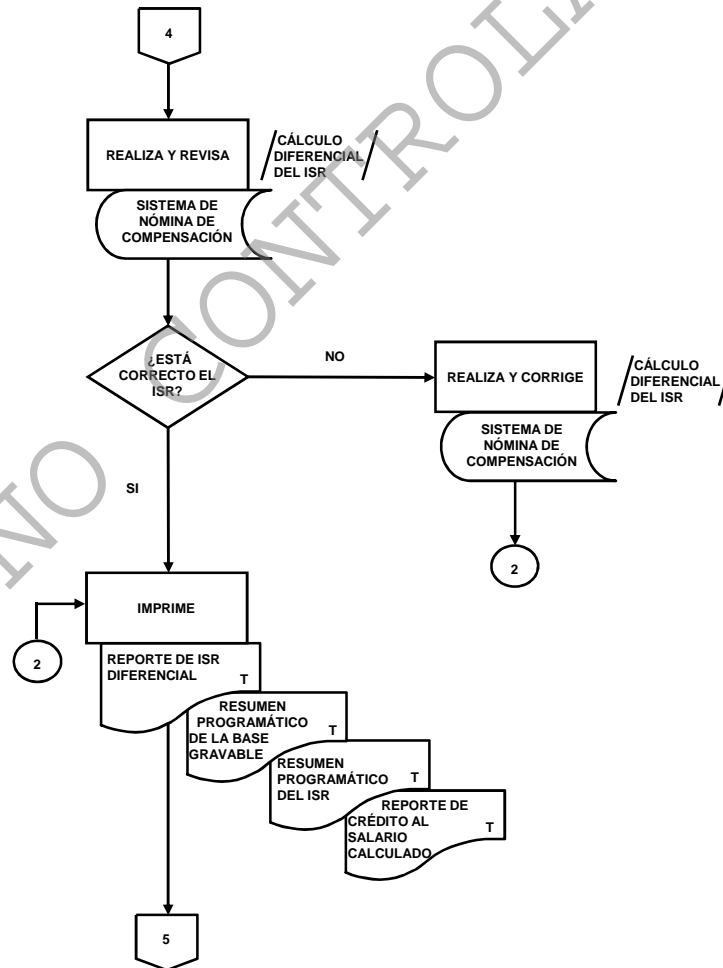 4
REALIZA Y REVISA
CÁLCULO
DIFERENCIAL
DEL ISR
SISTEMA DE
NÓMINA DE
COMPENSACIÓN
¿ESTÁ
CORRECTO EL
ISR?
NO
REALIZA Y CORRIGE
CÁLCULO
DIFERENCIAL
DEL ISR
SISTEMA DE
NÓMINA DE
COMPENSACIÓN
SI
2
IMPRIME
2
REPORTE DE ISR
DIFERENCIAL
T
RESUMEN
PROGRAMÁTICO
DE LA BASE
GRAVABLE
T
RESUMEN
PROGRAMÁTICO
DEL ISR
T
REPORTE DE
CRÉDITO AL
SALARIO
CALCULADO
T
5
NO CONTROLA